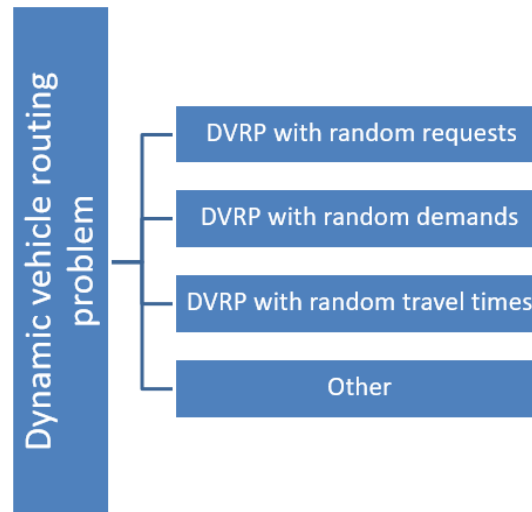 Dynamic vehicle routing
problem
DVRP with random requests
DVRP with random demands
DVRP with random travel times
Other